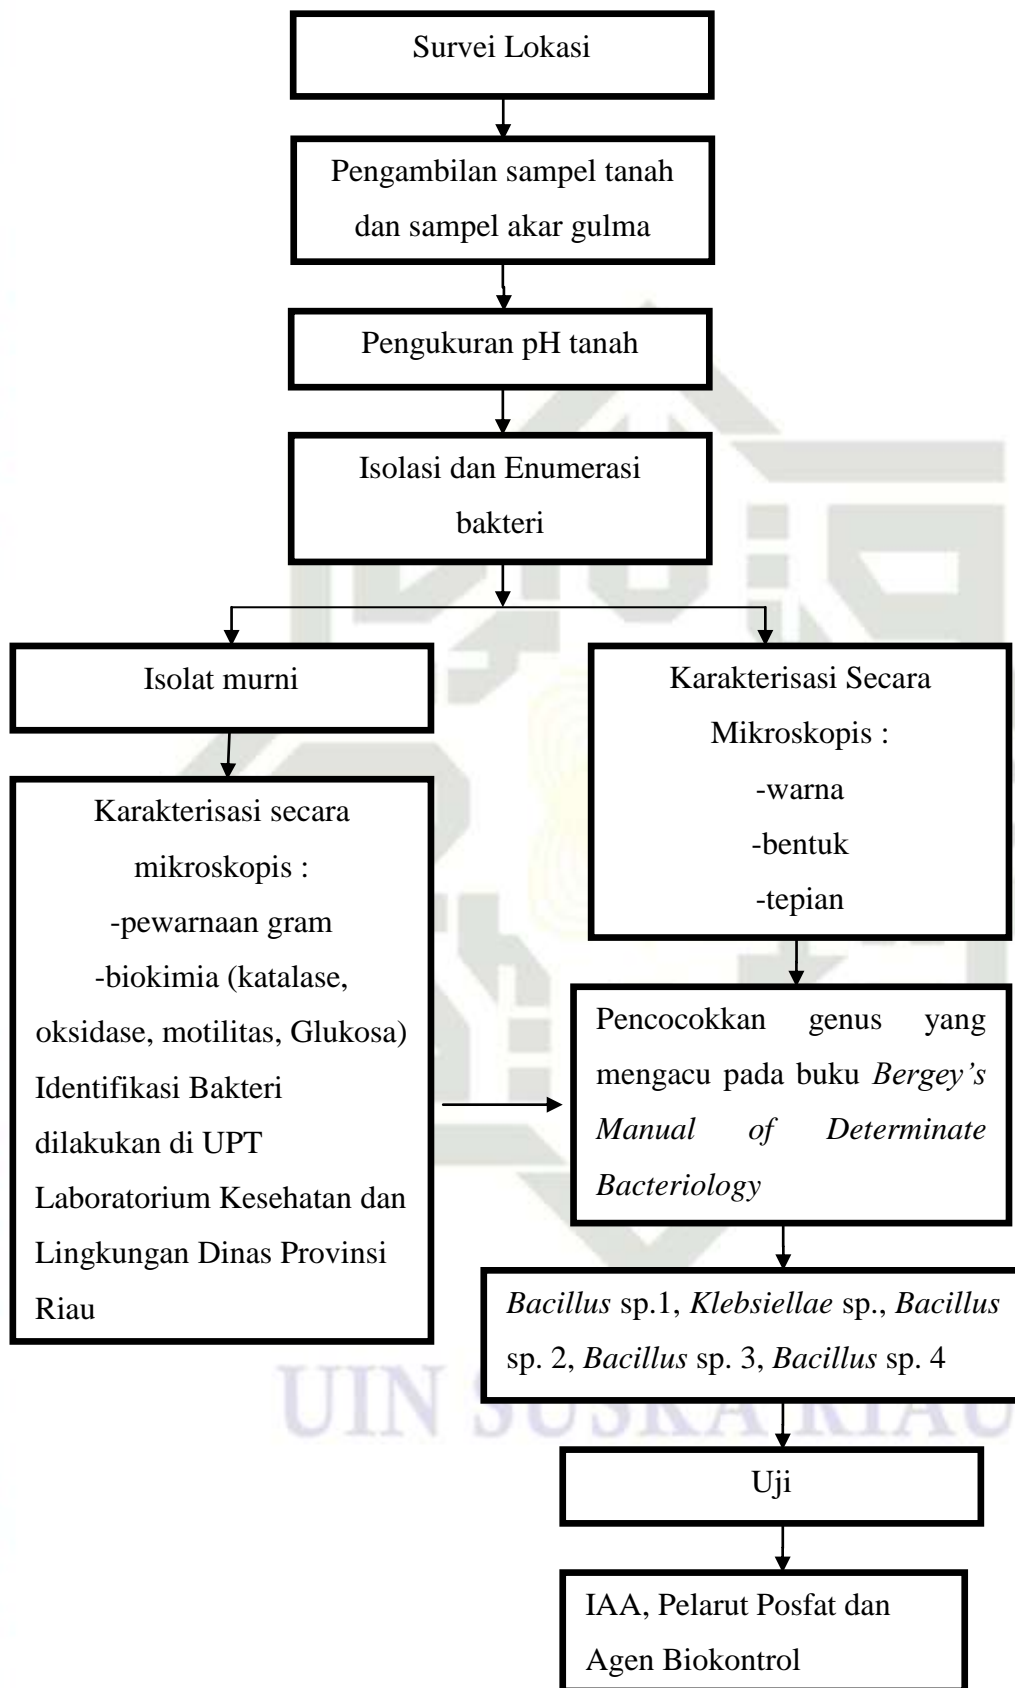 Survei Lokasi
Pengambilan sampel tanah
dan sampel akar gulma
Pengukuran pH tanah
Isolasi dan Enumerasi
bakteri
Isolat murni
Karakterisasi secara
mikroskopis :
-pewarnaan gram
-biokimia (katalase,
oksidase, motilitas, Glukosa)
Identifikasi Bakteri
dilakukan di UPT
Laboratorium Kesehatan dan
Lingkungan Dinas Provinsi
Riau
Karakterisasi Secara
Mikroskopis :
-warna
-bentuk
-tepian
Pencocokkan genus yang
mengacu pada buku Bergey’s
Manual of Determinate
Bacteriology
Bacillus sp.1, Klebsiellae sp., Bacillus
sp. 2, Bacillus sp. 3, Bacillus sp. 4
UIN SUSKA RIAU
Uji
IAA, Pelarut Posfat dan
Agen Biokontrol